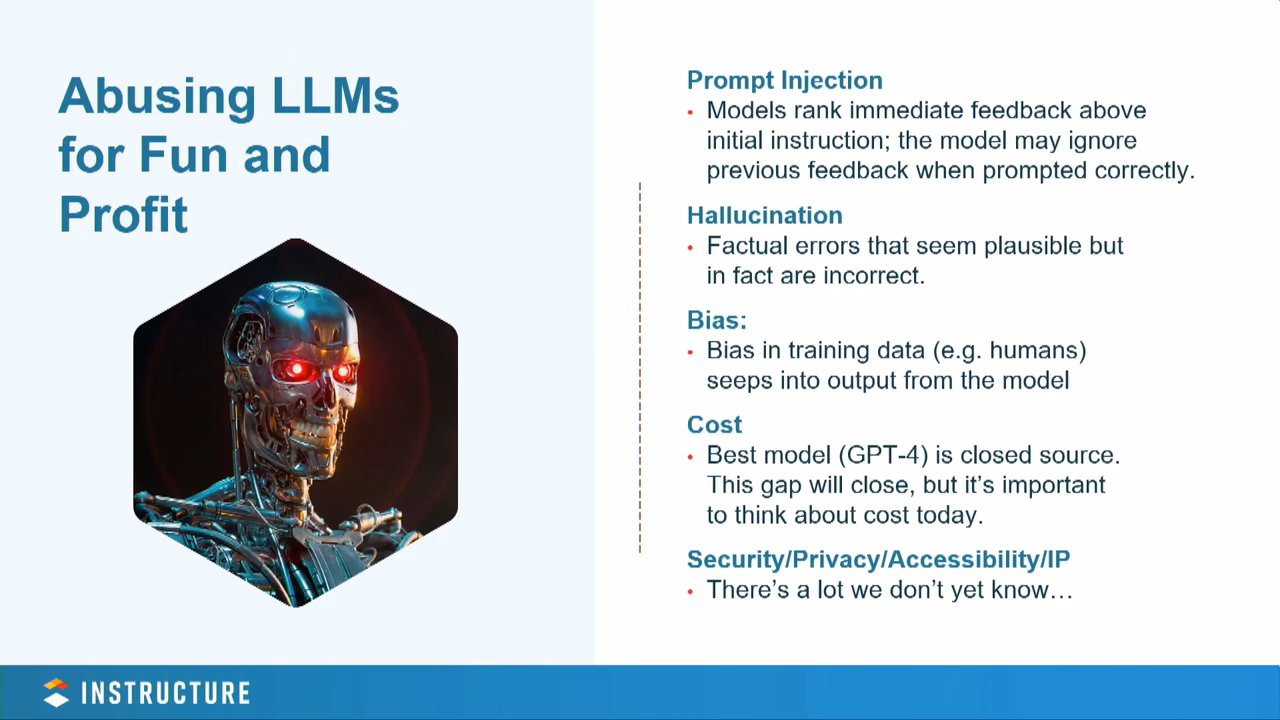 Abusing LLMs
for Fun and
Profit
Prompt Injection
• Models rank immediate feedback above
initial instruction; the model may ignore
previous feedback when prompted correctly.
Hallucination
• Factual errors that seem plausible but
in fact are incorrect.
Bias:
• Bias in training data (e.g. humans)
seeps into output from the model
Cost
• Best model (GPT-4) is closed source.
This gap will close, but it’s important
to think about cost today.
Security/Privacy/Accessibility/IP
• There’s a lot we don’t yet know…
INSTRUCTURE